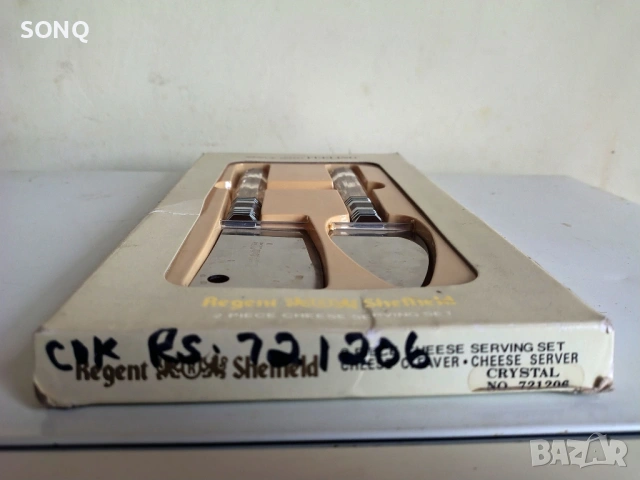 SONQ
Regent Sheffield
2 PIECE CHEESE SERVING SET
CIK RS. 721206
Regent Sheffield
CHEESE SERVING SET
CHEESE CLEAVER • CHEESE SERVER
CRYSTAL
NO. 721206
BAZAR